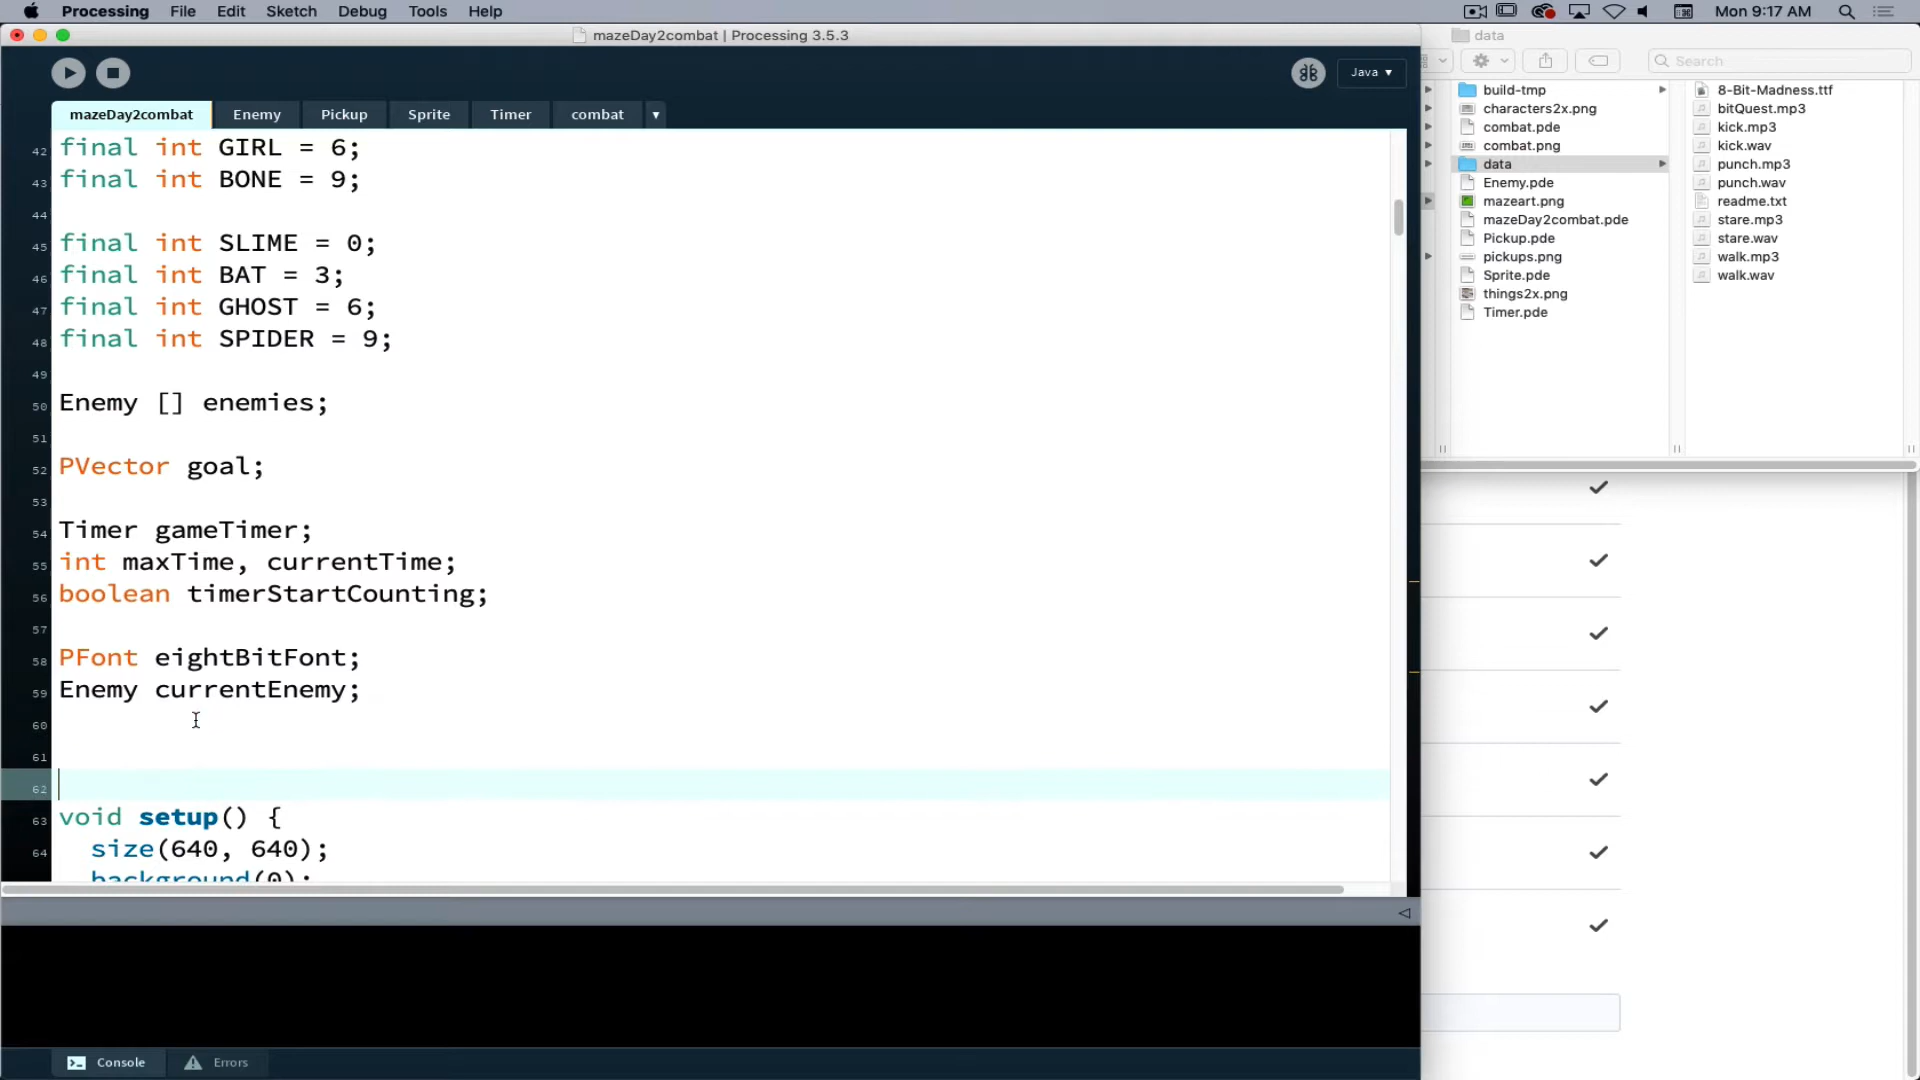 Processing File Edit Sketch Debug Tools Help
Mon 9:17 AM
mazeDay2combat | Processing 3.5.3
Java ▾
mazeDay2combat Enemy Pickup Sprite Timer combat ▼
42 final int GIRL = 6;
43 final int BONE = 9;
44
45 final int SLIME = 0;
46 final int BAT = 3;
47 final int GHOST = 6;
48 final int SPIDER = 9;
49
50 Enemy [] enemies;
51
52 PVector goal;
53
54 Timer gameTimer;
55 int maxTime, currentTime;
56 boolean timerStartCounting;
57
58 PFont eightBitFont;
59 Enemy currentEnemy;
60
61
62
63 void setup() {
64 size(640, 640);
background(0);
Console Errors
data
Search
build-tmp
characters2x.png
combat.pde
combat.png
data
Enemy.pde
mazeart.png
mazeDay2combat.pde
Pickup.pde
pickups.png
Sprite.pde
things2x.png
Timer.pde
8-Bit-Madness.ttf
bitQuest.mp3
kick.mp3
kick.wav
punch.mp3
punch.wav
readme.txt
stare.mp3
stare.wav
walk.mp3
walk.wav